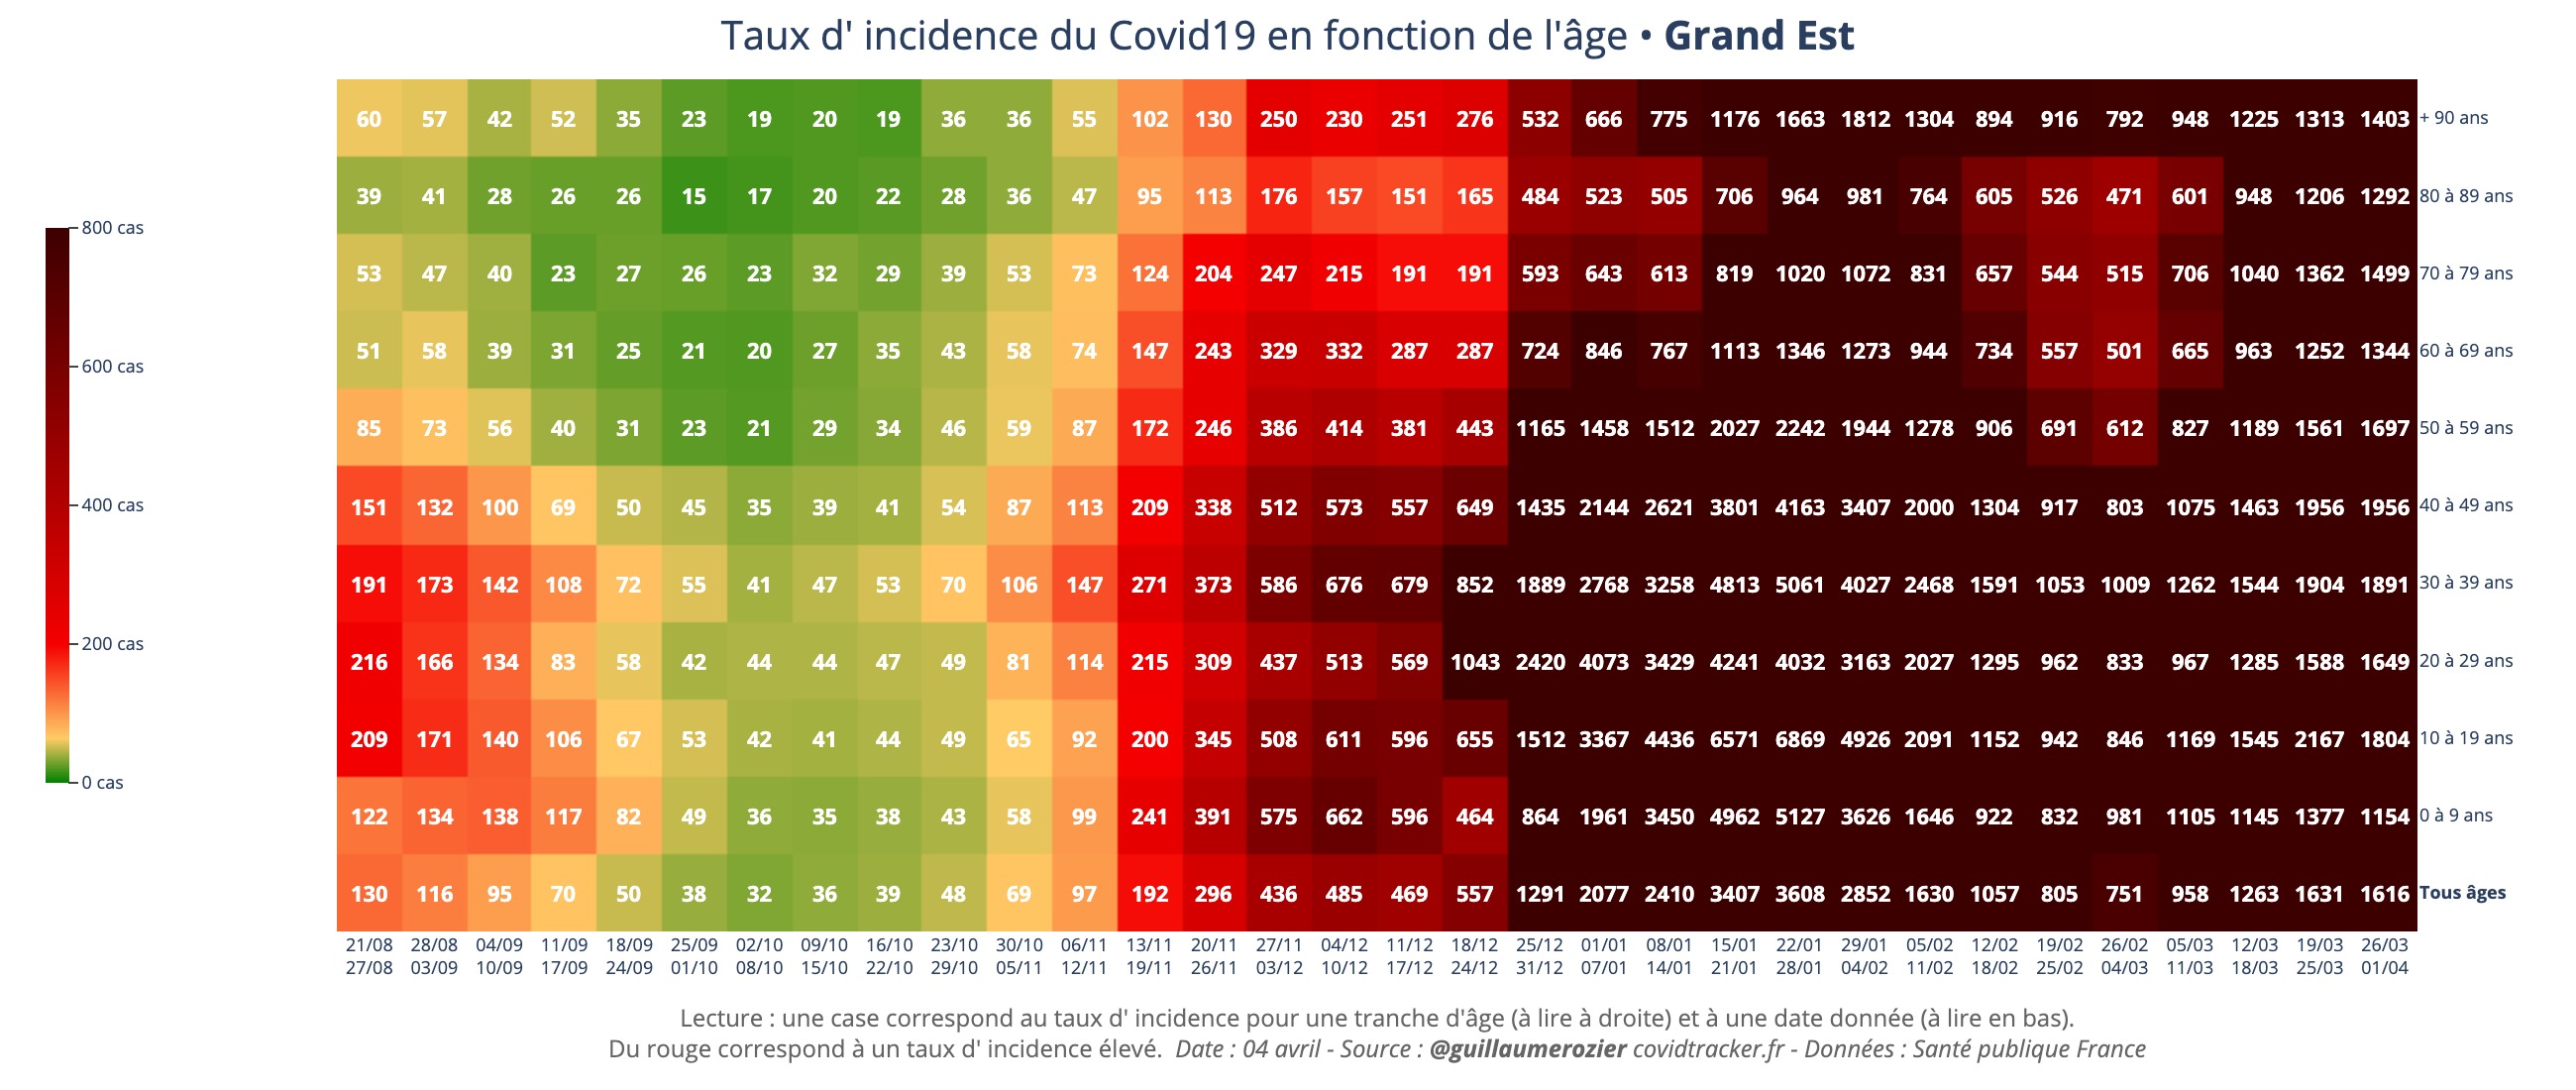 Taux d' incidence du Covid19 en fonction de l'âge • Grand Est
800 cas
600 cas
400 cas
200 cas
0 cas
60 57 42 52 35 23 19 20 19 36 36 55 102 130 250 230 251 276 532 666 775 1176 1663 1812 1304 894 916 792 948 1225 1313 1403 + 90 ans
39 41 28 26 26 15 17 20 22 28 36 47 95 113 176 157 151 165 484 523 505 706 964 981 764 605 526 471 601 948 1206 1292 80 à 89 ans
53 47 40 23 27 26 23 32 29 39 53 73 124 204 247 215 191 191 593 643 613 819 1020 1072 831 657 544 515 706 1040 1362 1499 70 à 79 ans
51 58 39 31 25 21 20 27 35 43 58 74 147 243 329 332 287 287 724 846 767 1113 1346 1273 944 734 557 501 665 963 1252 1344 60 à 69 ans
85 73 56 40 31 23 21 29 34 46 59 87 172 246 386 414 381 443 1165 1458 1512 2027 2242 1944 1278 906 691 612 827 1189 1561 1697 50 à 59 ans
151 132 100 69 50 45 35 39 41 54 87 113 209 338 512 573 557 649 1435 2144 2621 3801 4163 3407 2000 1304 917 803 1075 1463 1956 1956 40 à 49 ans
191 173 142 108 72 55 41 47 53 70 106 147 271 373 586 676 679 852 1889 2768 3258 4813 5061 4027 2468 1591 1053 1009 1262 1544 1904 1891 30 à 39 ans
216 166 134 83 58 42 44 44 47 49 81 114 215 309 437 513 569 1043 2420 4073 3429 4241 4032 3163 2027 1295 962 833 967 1285 1588 1649 20 à 29 ans
209 171 140 106 67 53 42 41 44 49 65 92 200 345 508 611 596 655 1512 3367 4436 6571 6869 4926 2091 1152 942 846 1169 1545 2167 1804 10 à 19 ans
122 134 138 117 82 49 36 35 38 43 58 99 241 391 575 662 596 464 864 1961 3450 4962 5127 3626 1646 922 832 981 1105 1145 1377 1154 0 à 9 ans
130 116 95 70 50 38 32 36 39 48 69 97 192 296 436 485 469 557 1291 2077 2410 3407 3608 2852 1630 1057 805 751 958 1263 1631 1616 Tous âges
21/08 28/08 04/09 11/09 18/09 25/09 02/10 09/10 16/10 23/10 30/10 06/11 13/11 20/11 27/11 04/12 11/12 18/12 25/12 01/01 08/01 15/01 22/01 29/01 05/02 12/02 19/02 26/02 05/03 12/03 19/03 26/03
27/08 03/09 10/09 17/09 24/09 01/10 08/10 15/10 22/10 29/10 05/11 12/11 19/11 26/11 03/12 10/12 17/12 24/12 31/12 07/01 14/01 21/01 28/01 04/02 11/02 18/02 25/02 04/03 11/03 18/03 25/03 01/04
Lecture : une case correspond au taux d' incidence pour une tranche d'âge (à lire à droite) et à une date donnée (à lire en bas).
Du rouge correspond à un taux d' incidence élevé. Date : 04 avril - Source : @guillaumerozier covidtracker.fr - Données : Santé publique France